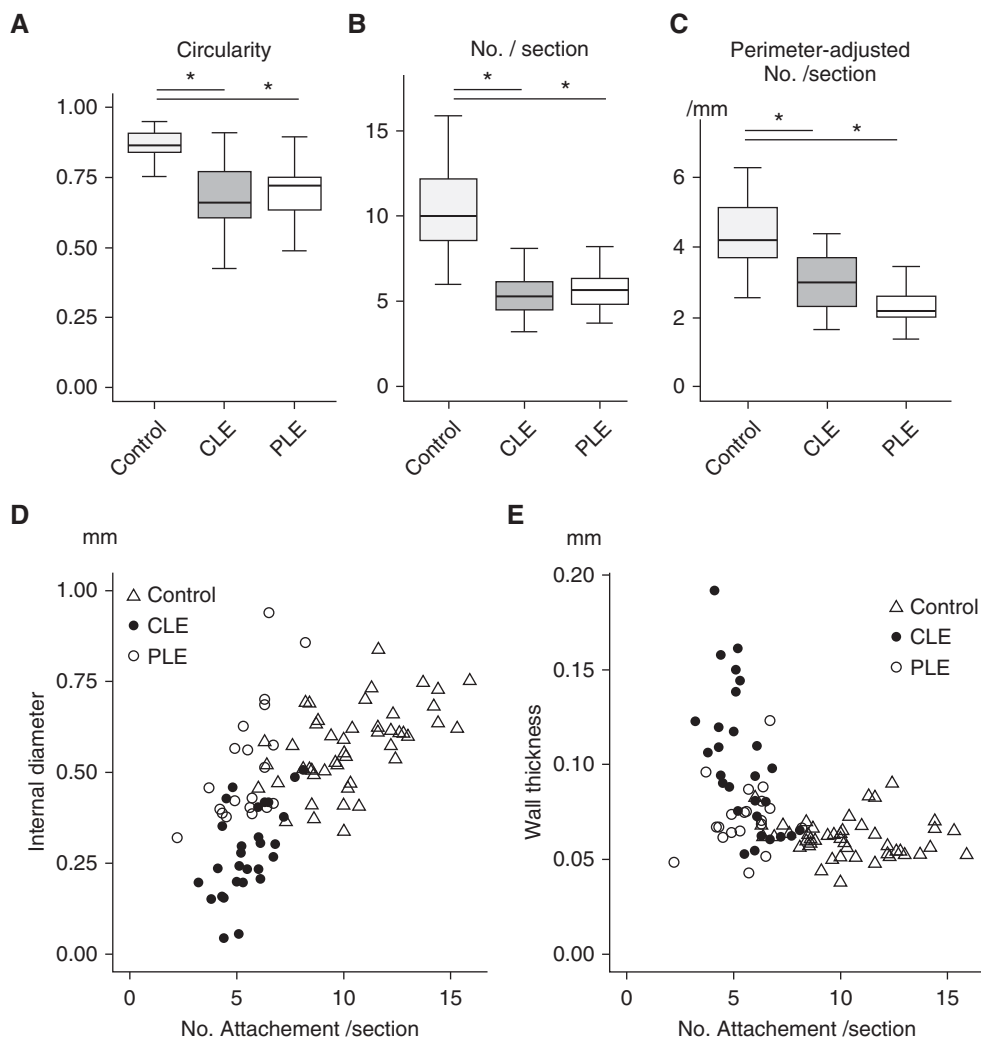 A
Circularity
*
*
1.00
0.75
0.50
0.25
0.00
Control
CLE
PLE
B
No. / section
*
*
15
10
5
0
Control
CLE
PLE
C
Perimeter-adjusted
No. /section
/mm
*
*
6
4
2
0
Control
CLE
PLE
D
mm
Internal diameter
1.00
0.75
0.50
0.25
0.00
Control
CLE
PLE
0
5
10
15
No. Attachement /section
E
mm
Wall thickness
0.20
0.15
0.10
0.05
0.00
Control
CLE
PLE
0
5
10
15
No. Attachement /section